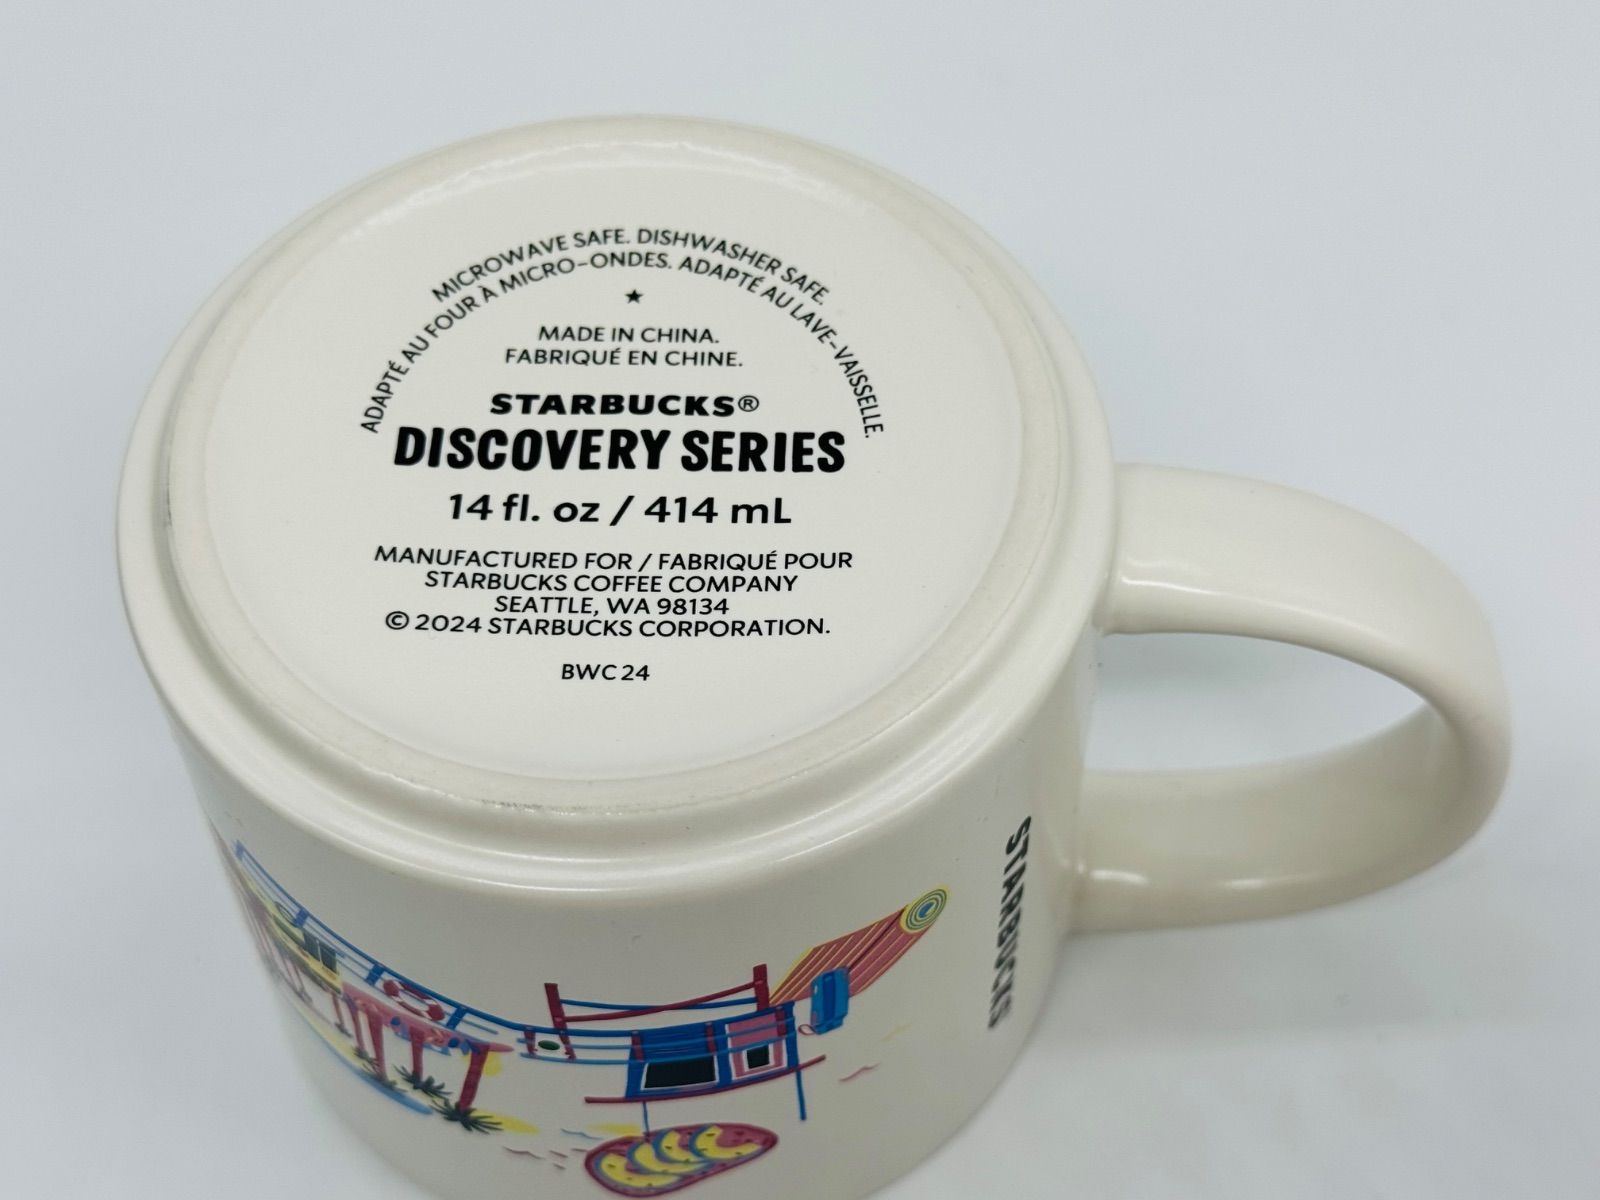 MICROWAVE SAFE. DISHWASHER SAFE.
ADAPTÉ AU FOUR À MICRO-ONDES. ADAPTÉ AU LAVE-VAISSELLE.
MADE IN CHINA.
FABRIQUÉ EN CHINE.
STARBUCKS®
DISCOVERY SERIES
14 fl. oz / 414 mL
MANUFACTURED FOR / FABRIQUÉ POUR
STARBUCKS COFFEE COMPANY
SEATTLE, WA 98134
© 2024 STARBUCKS CORPORATION.
BWC 24
STARBUCKS